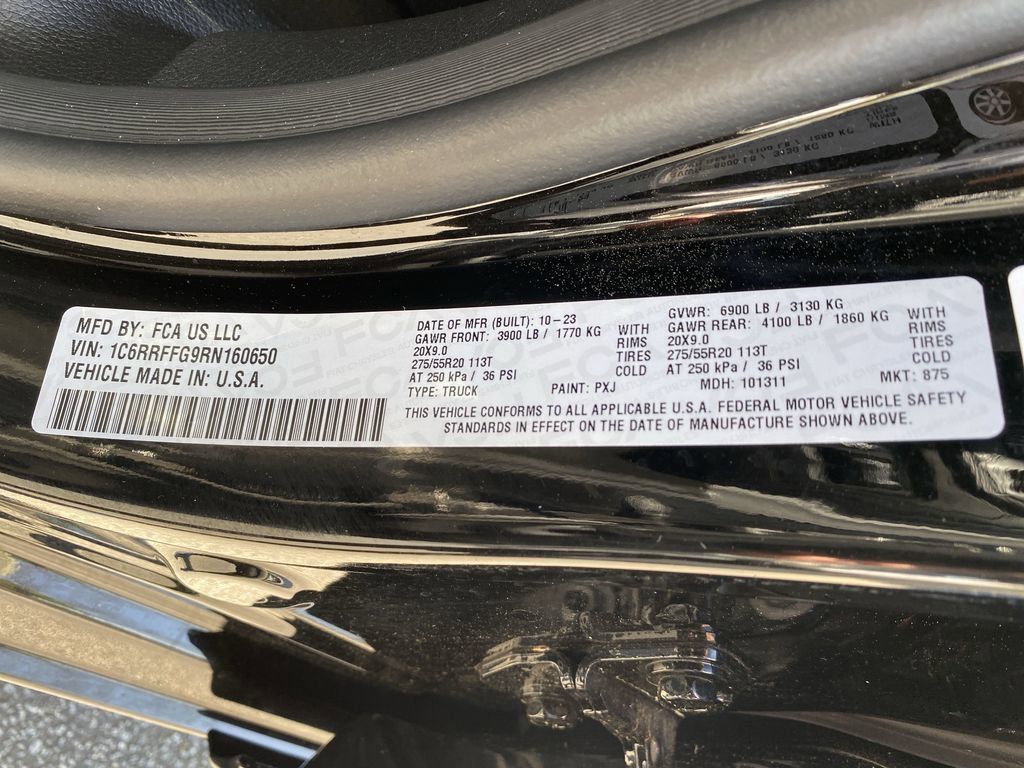 MFD BY: FCA US LLC
VIN: 1C6RRFFG9RN160650
VEHICLE MADE IN: U.S.A.
DATE OF MFR (BUILT): 10-23
GAWR FRONT: 3900 LB / 1770 KG WITH
20X9.0 RIMS
275/55R20 113T TIRES
AT 250 kPa / 36 PSI COLD
TYPE: TRUCK PAINT: PXJ
GVWR: 6900 LB / 3130 KG
GAWR REAR: 4100 LB / 1860 KG WITH
20X9.0 RIMS
275/55R20 113T TIRES
AT 250 kPa / 36 PSI COLD
MDH: 101311 MKT: 875
THIS VEHICLE CONFORMS TO ALL APPLICABLE U.S.A. FEDERAL MOTOR VEHICLE SAFETY
STANDARDS IN EFFECT ON THE DATE OF MANUFACTURE SHOWN ABOVE.